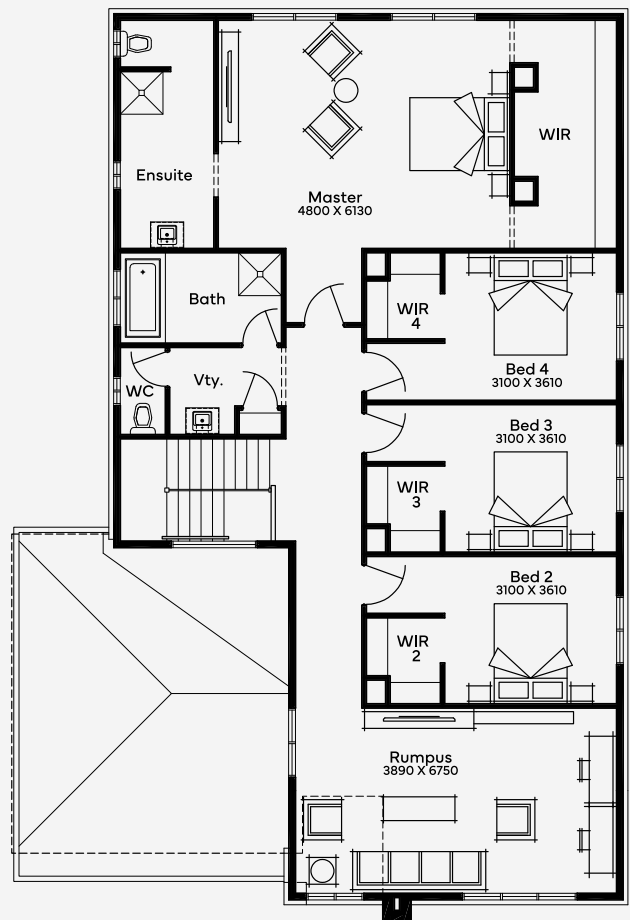 WIR
Ensuite
Master
4800 X 6130
Bath
WIR
4
Bed 4
3100 X 3610
Vty.
WC
Bed 3
3100 X 3610
WIR
3
Bed 2
3100 X 3610
WIR
2
Rumpus
3890 X 6750